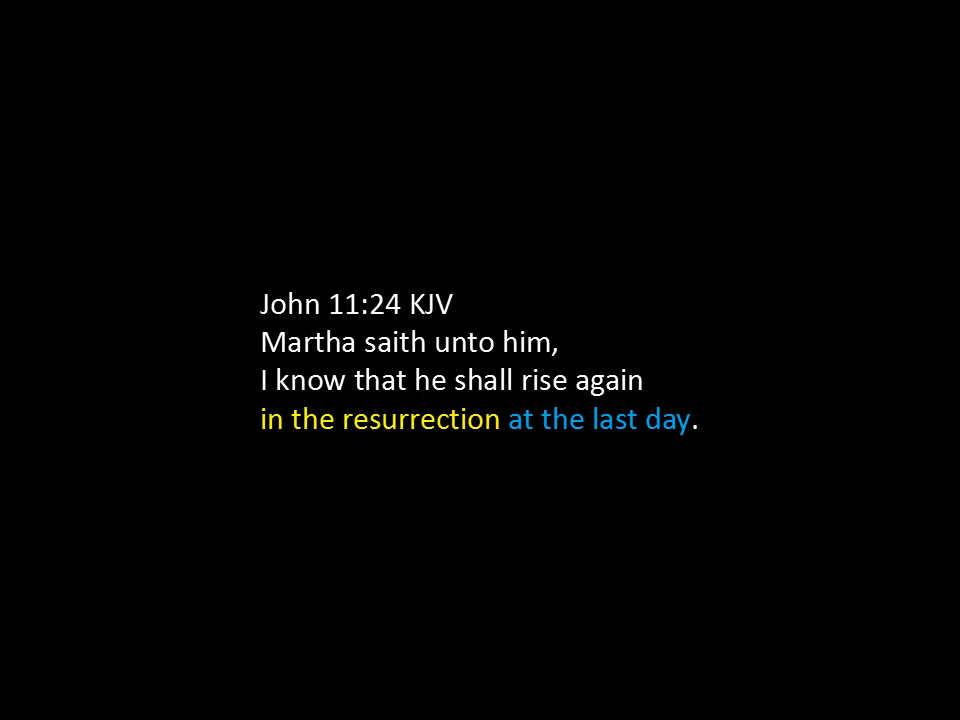 John 11:24 KJV
Martha saith unto him,
I know that he shall rise again
in the resurrection at the last day.